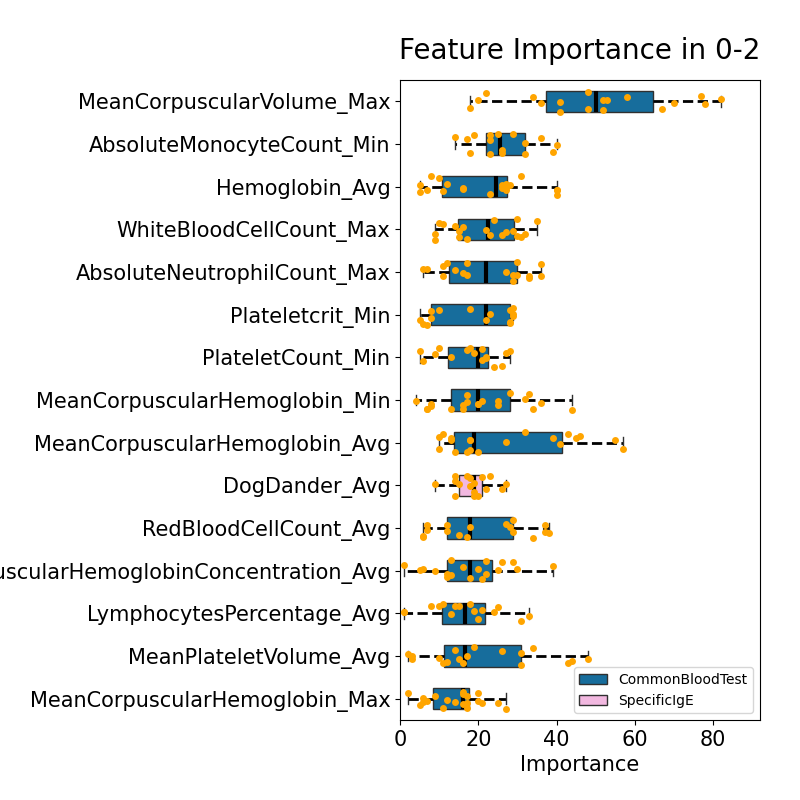 Feature Importance in 0-2
MeanCorpuscularVolume_Max
AbsoluteMonocyteCount_Min
Hemoglobin_Avg
WhiteBloodCellCount_Max
AbsoluteNeutrophilCount_Max
Plateletcrit_Min
PlateletCount_Min
MeanCorpuscularHemoglobin_Min
MeanCorpuscularHemoglobin_Avg
DogDander_Avg
RedBloodCellCount_Avg
uscularHemoglobinConcentration_Avg
LymphocytesPercentage_Avg
MeanPlateletVolume_Avg
MeanCorpuscularHemoglobin_Max
CommonBloodTest
SpecificIgE
0 20 40 60 80
Importance